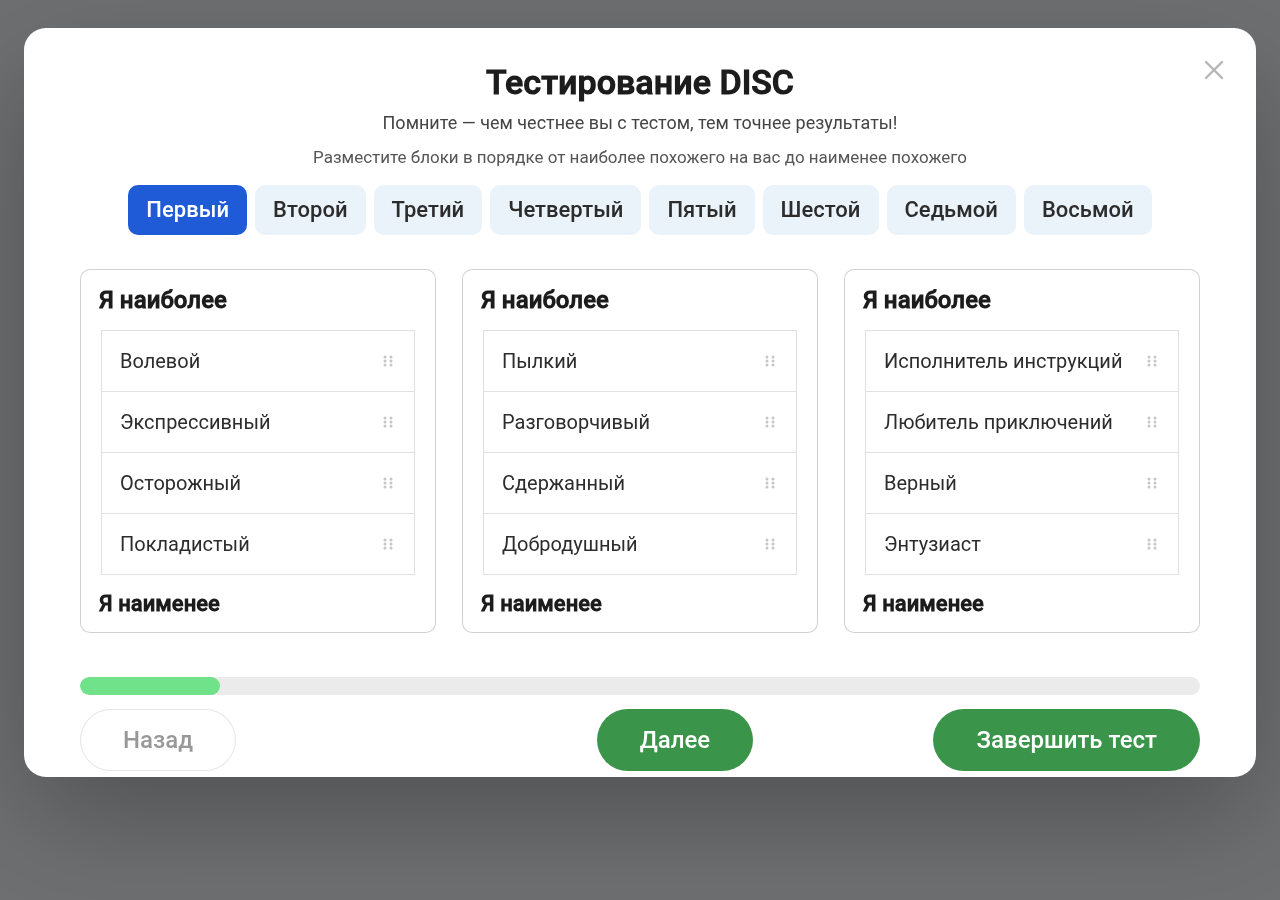 Тестирование DISC
Помните — чем честнее вы с тестом, тем точнее результаты!
Разместите блоки в порядке от наиболее похожего на вас до наименее похожего
Первый
Второй
Третий
Четвертый
Пятый
Шестой
Седьмой
Восьмой
Я наиболее
Волевой
Экспрессивный
Осторожный
Покладистый
Я наименее
Я наиболее
Пылкий
Разговорчивый
Сдержанный
Добродушный
Я наименее
Я наиболее
Исполнитель инструкций
Любитель приключений
Верный
Энтузиаст
Я наименее
Назад
Далее
Завершить тест